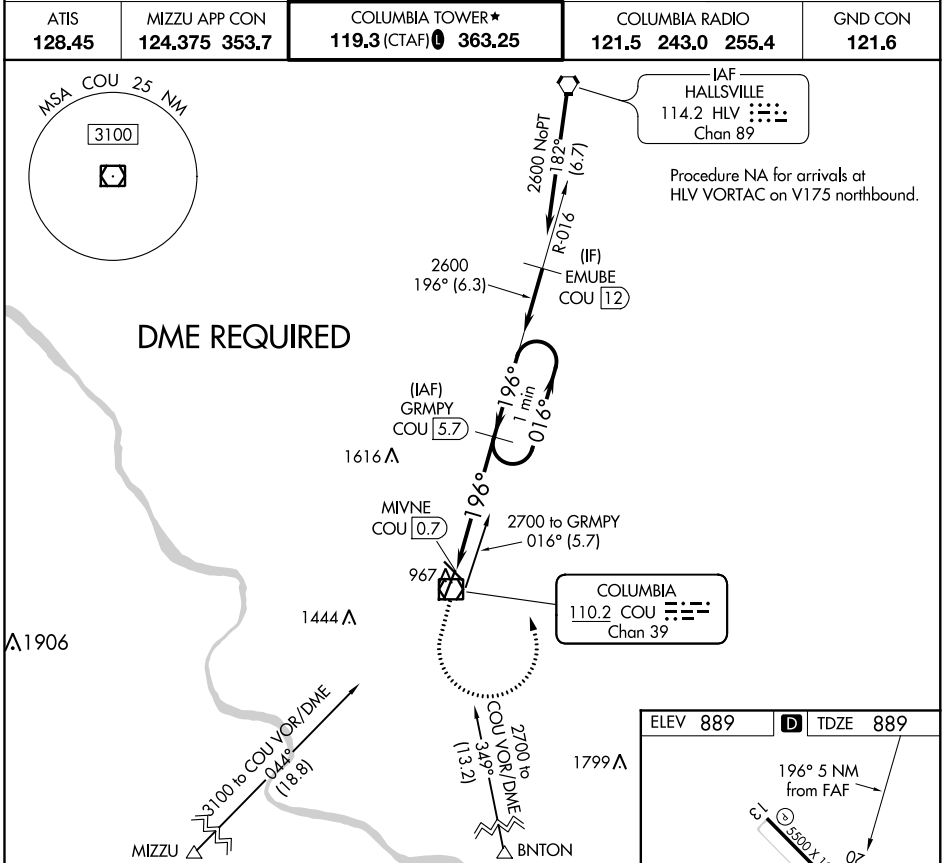 ATIS
128.45
MIZZU APP CON
124.375 353.7
COLUMBIA TOWER★
119.3 (CTAF) L 363.25
COLUMBIA RADIO
121.5 243.0 255.4
GND CON
121.6
MSA COU 25 NM
3100
IAF
HALLSVILLE
114.2 HLV
Chan 89
Procedure NA for arrivals at
HLV VORTAC on V175 northbound.
2600 NoPT
182°
(6.7)
R-016
(IF)
EMUBE
COU 12
2600
196° (6.3)
DME REQUIRED
196°
1 min
016°
(IAF)
GRMPY
COU 5.7
1616
196°
MIVNE
COU 0.7
2700 to GRMPY
016° (5.7)
967
COLUMBIA
110.2 COU
Chan 39
1444
1906
3100 to COU VOR/DME
044°
(18.8)
MIZZU
2700 to
COU VOR/DME
349°
(13.2)
BNTON
1799
ELEV 889
D
TDZE 889
196° 5 NM
from FAF
13
P
5500 X
02